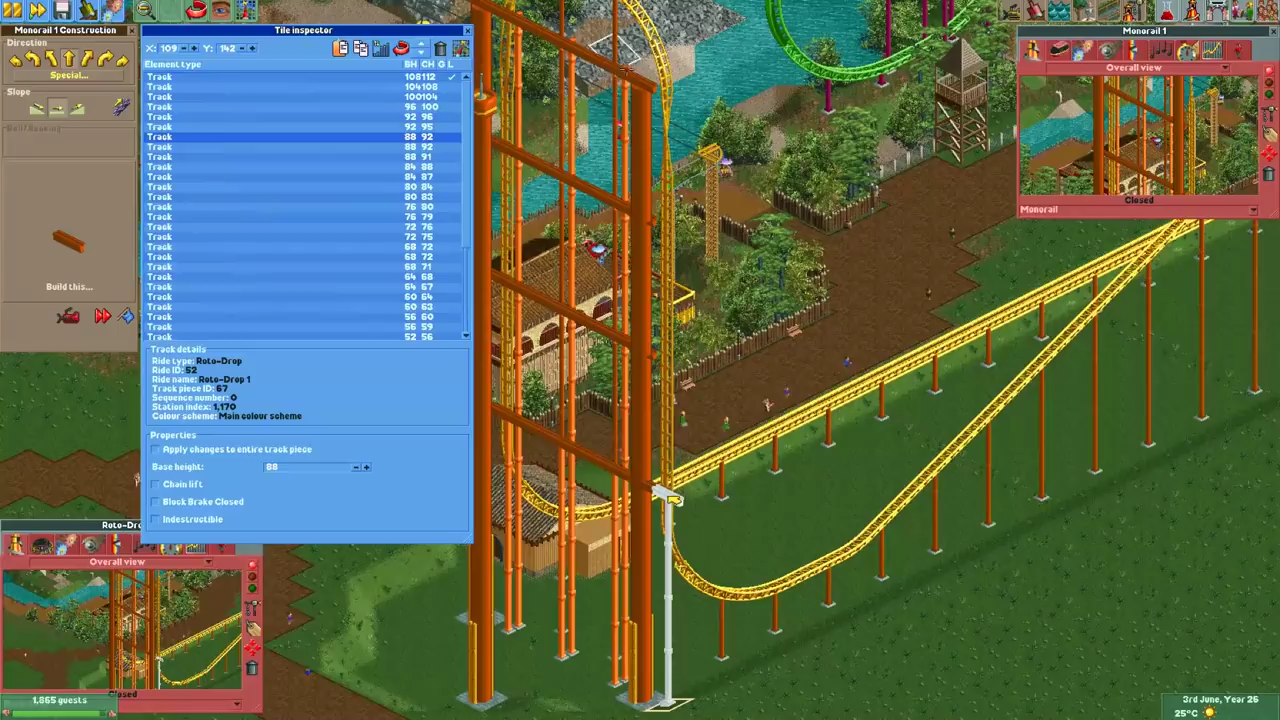 Monorail 1 Construction
Direction
Special...
Slope
Build this...
Tile inspector
X: 109 - + Y: 142 - +
Element type BH CH G L
Track 108 112 ✓
Track 104 108
Track 100 104
Track 96 100
Track 92 96
Track 92 95
Track 88 92
Track 88 92
Track 88 91
Track 84 88
Track 84 87
Track 80 84
Track 80 83
Track 76 80
Track 76 79
Track 72 76
Track 72 75
Track 68 72
Track 68 72
Track 68 71
Track 64 68
Track 64 67
Track 60 64
Track 60 63
Track 56 60
Track 56 59
Track 52 56
Track details
Ride type: Roto-Drop
Ride ID: 52
Ride name: Roto-Drop 1
Track piece ID: 67
Sequence number: 0
Station index: 1,170
Colour scheme: Main colour scheme
Properties
Apply changes to entire track piece
Base height: 88 - +
Chain lift
Block Brake Closed
Indestructible
Monorail 1
Overall view
Closed
Monorail
Roto-Dro
Overall view
Closed
1,865 guests
3rd June, Year 26
25°C